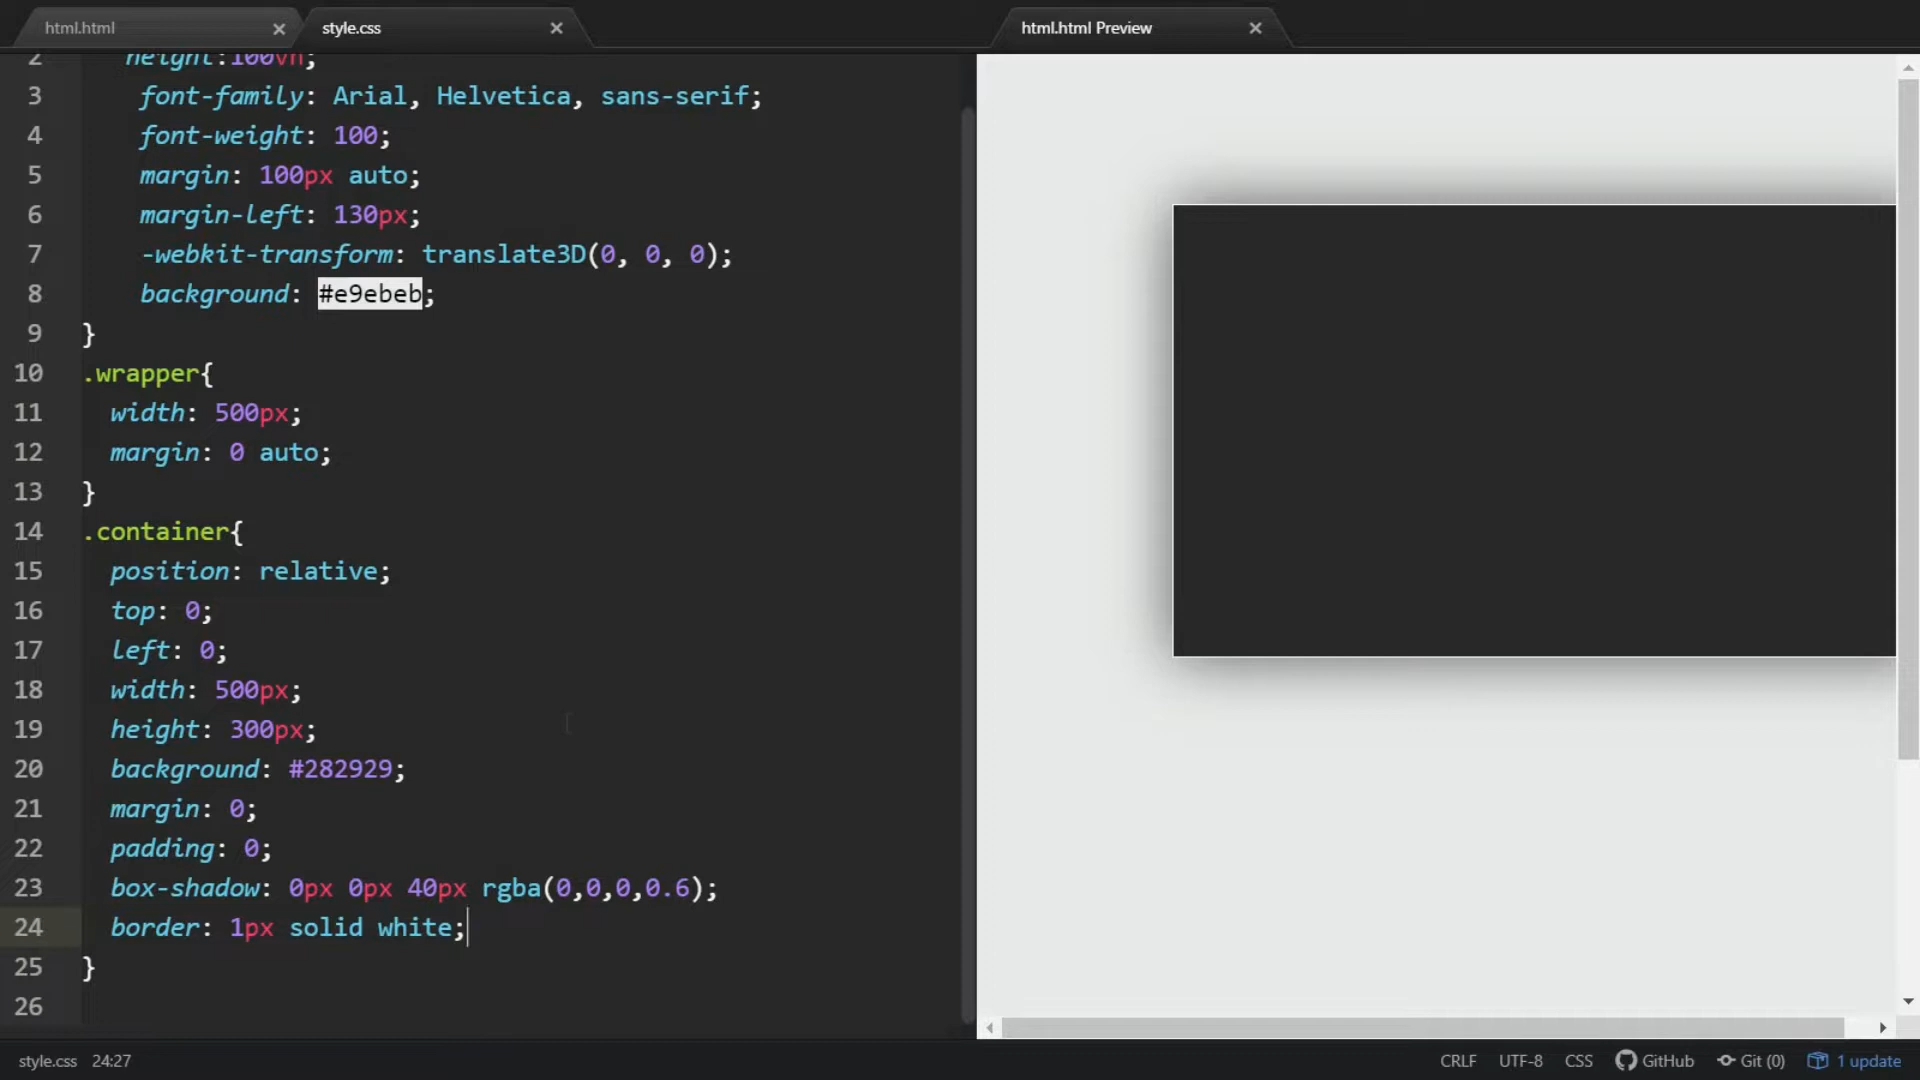 html.html
style.css
html.html Preview
2 height:100vh;
3 font-family: Arial, Helvetica, sans-serif;
4 font-weight: 100;
5 margin: 100px auto;
6 margin-left: 130px;
7 -webkit-transform: translate3D(0, 0, 0);
8 background: #e9ebeb;
9 }
10 .wrapper{
11 width: 500px;
12 margin: 0 auto;
13 }
14 .container{
15 position: relative;
16 top: 0;
17 left: 0;
18 width: 500px;
19 height: 300px;
20 background: #282929;
21 margin: 0;
22 padding: 0;
23 box-shadow: 0px 0px 40px rgba(0,0,0,0.6);
24 border: 1px solid white;
25 }
26
style.css 24:27
CRLF UTF-8 CSS GitHub Git (0) 1 update